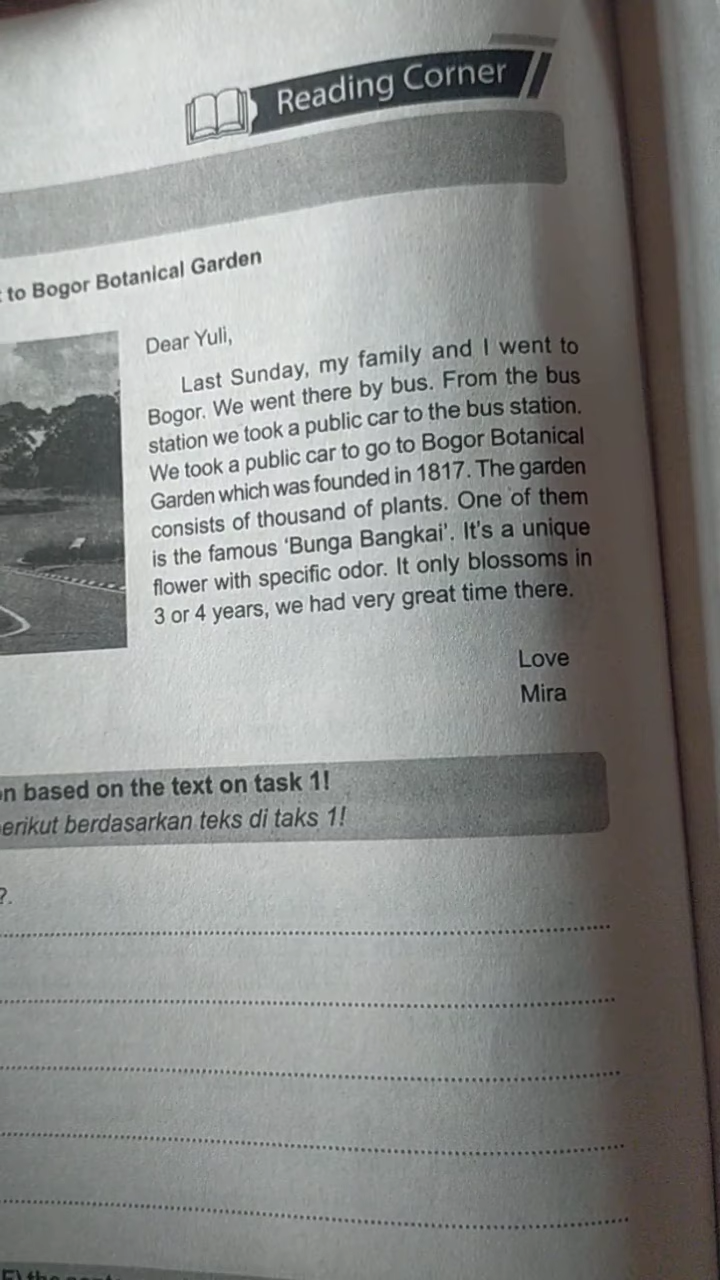 Reading Corner
to Bogor Botanical Garden
Dear Yuli,
Last Sunday, my family and I went to
Bogor. We went there by bus. From the bus
station we took a public car to the bus station.
We took a public car to go to Bogor Botanical
Garden which was founded in 1817. The garden
consists of thousand of plants. One of them
is the famous ‘Bunga Bangkai’. It's a unique
flower with specific odor. It only blossoms in
3 or 4 years, we had very great time there.
Love
Mira
based on the text on task 1!
berdasarkan teks di taks 1!
?.